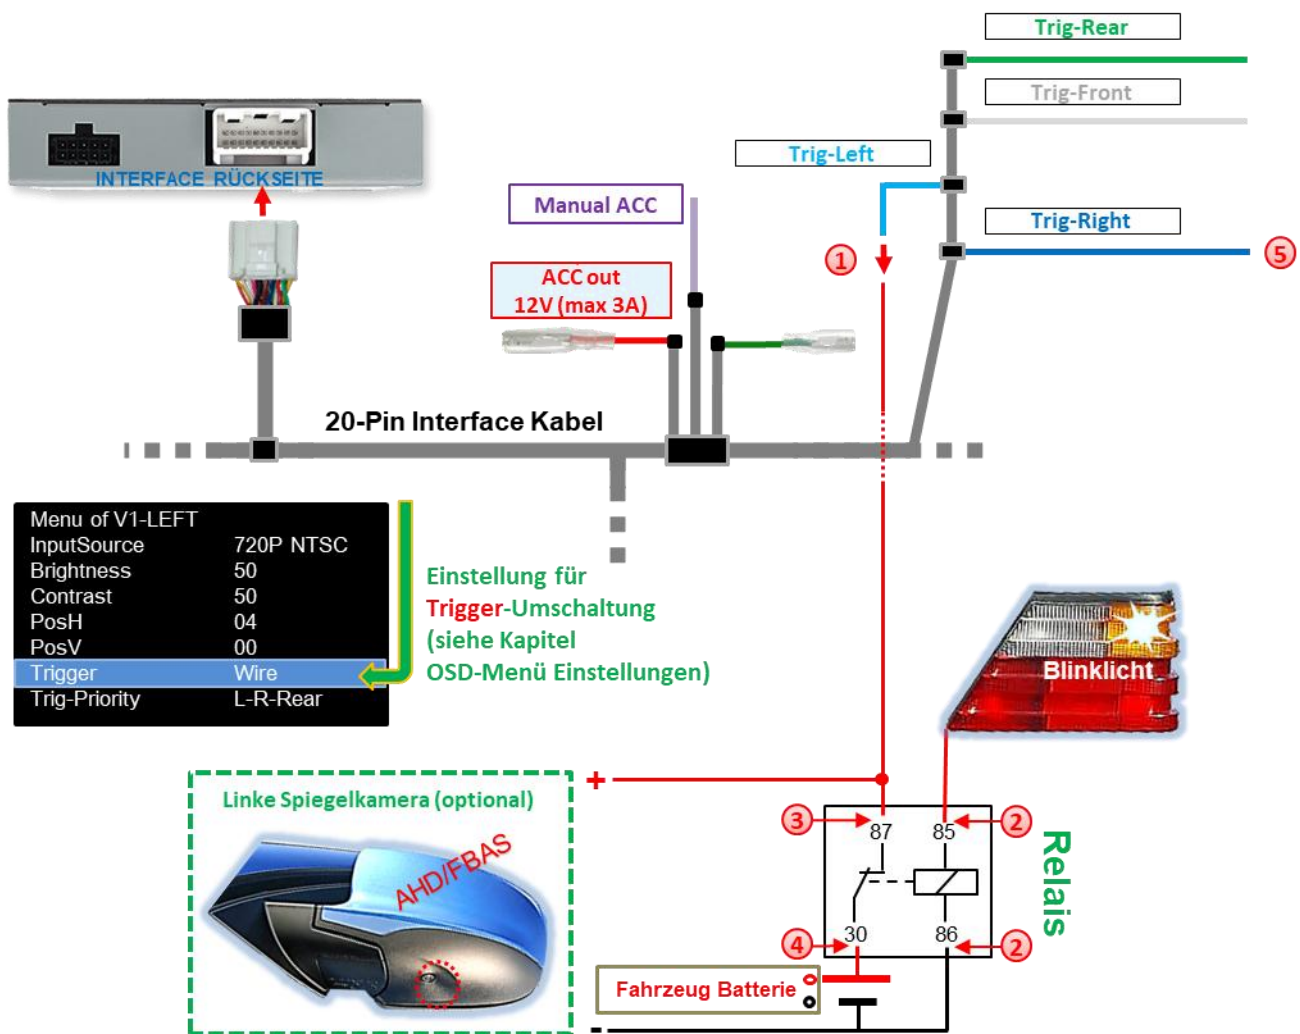 Trig-Rear
Trig-Front
Trig-Left
INTERFACE RÜCKSEITE
Manual ACC
Trig-Right
1
5
ACC out
12V (max 3A)
20-Pin Interface Kabel
Menu of V1-LEFT
InputSource 720P NTSC
Brightness 50
Contrast 50
PosH 04
PosV 00
Trigger Wire
Trig-Priority L-R-Rear
Einstellung für
Trigger-Umschaltung
(siehe Kapitel
OSD-Menü Einstellungen)
Blinklicht
+
Linke Spiegelkamera (optional)
AHD/FBAS
3
87
85
2
Relais
4
30
86
2
Fahrzeug Batterie
-